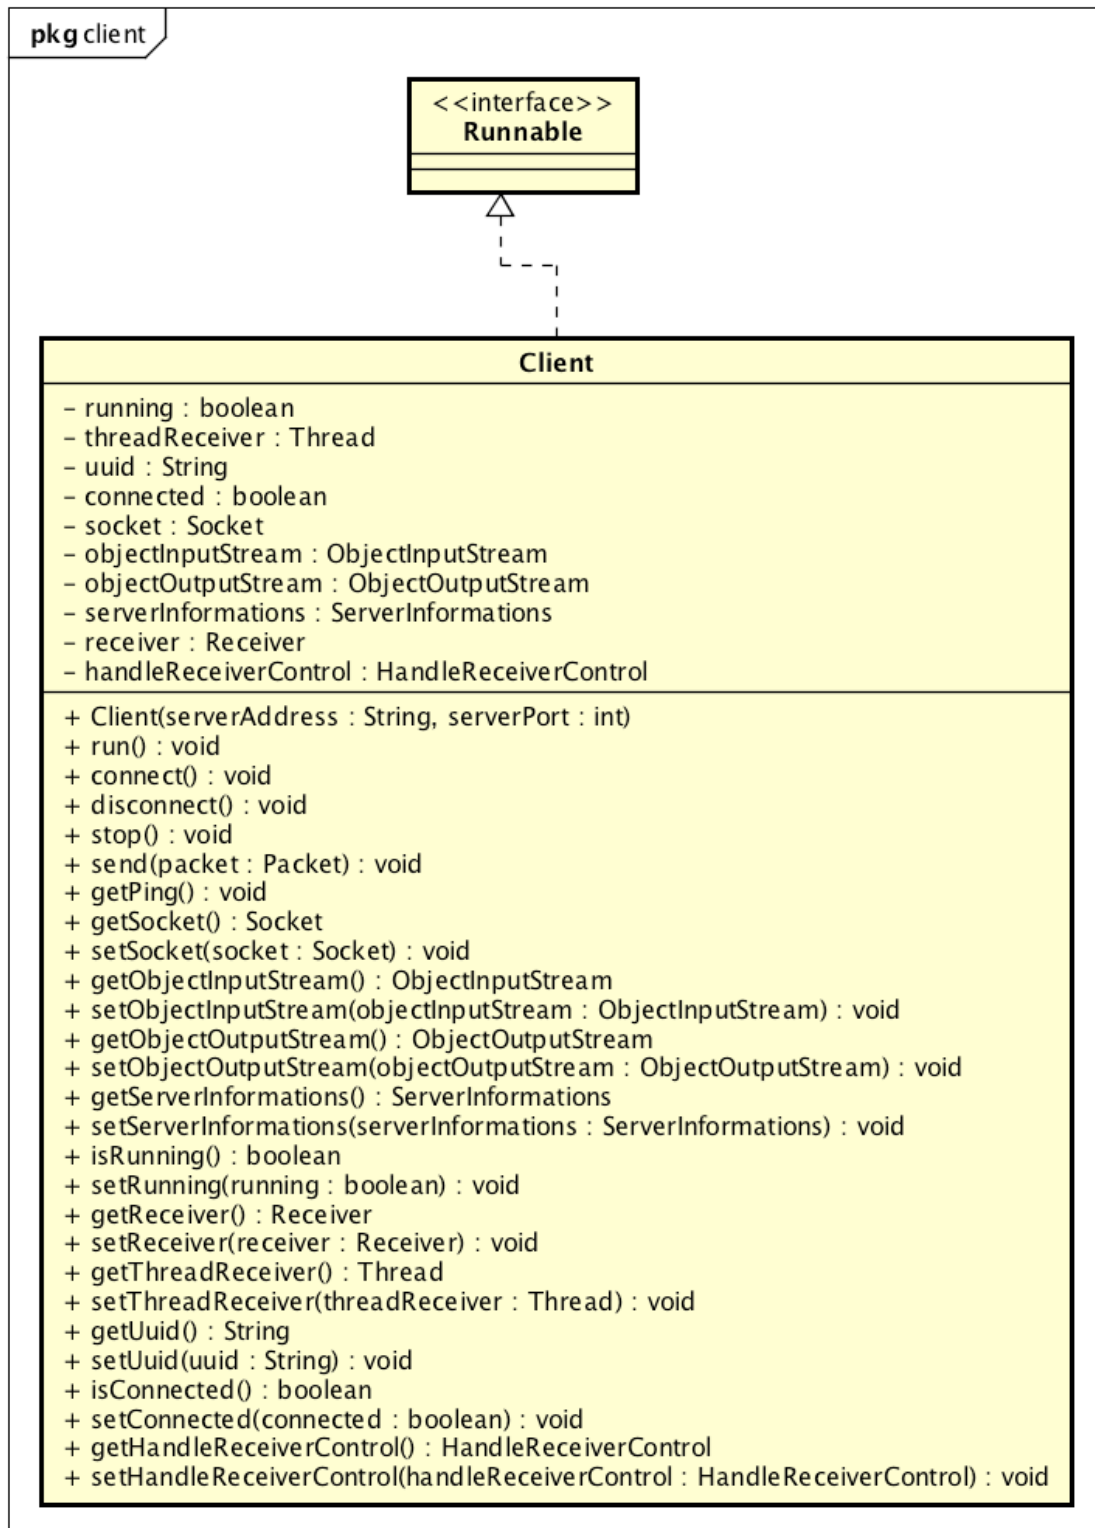 pkg client
<<interface>>
Runnable
Client
- running : boolean
- threadReceiver : Thread
- uuid : String
- connected : boolean
- socket : Socket
- objectInputStream : ObjectInputStream
- objectOutputStream : ObjectOutputStream
- serverInformations : ServerInformations
- receiver : Receiver
- handleReceiverControl : HandleReceiverControl
+ Client(serverAddress : String, serverPort : int)
+ run() : void
+ connect() : void
+ disconnect() : void
+ stop() : void
+ send(packet : Packet) : void
+ getPing() : void
+ getSocket() : Socket
+ setSocket(socket : Socket) : void
+ getObjectInputStream() : ObjectInputStream
+ setObjectInputStream(objectInputStream : ObjectInputStream) : void
+ getObjectOutputStream() : ObjectOutputStream
+ setObjectOutputStream(objectOutputStream : ObjectOutputStream) : void
+ getServerInformations() : ServerInformations
+ setServerInformations(serverInformations : ServerInformations) : void
+ isRunning() : boolean
+ setRunning(running : boolean) : void
+ getReceiver() : Receiver
+ setReceiver(receiver : Receiver) : void
+ getThreadReceiver() : Thread
+ setThreadReceiver(threadReceiver : Thread) : void
+ getUuid() : String
+ setUuid(uuid : String) : void
+ isConnected() : boolean
+ setConnected(connected : boolean) : void
+ getHandleReceiverControl() : HandleReceiverControl
+ setHandleReceiverControl(handleReceiverControl : HandleReceiverControl) : void